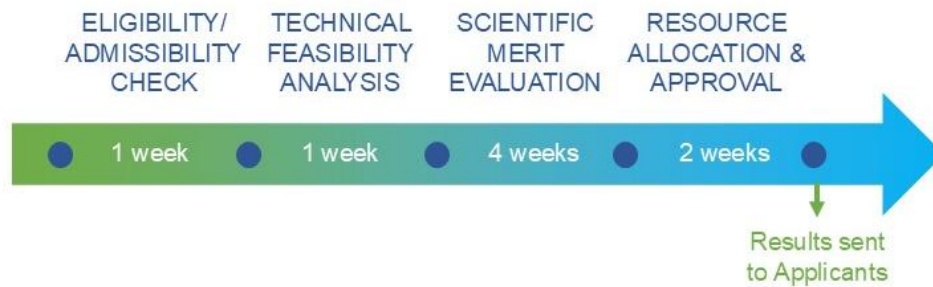 ELIGIBILITY/
ADMISSIBILITY
CHECK
TECHNICAL
FEASIBILITY
ANALYSIS
SCIENTIFIC
MERIT
EVALUATION
RESOURCE
ALLOCATION &
APPROVAL
1 week
1 week
4 weeks
2 weeks
Results sent
to Applicants